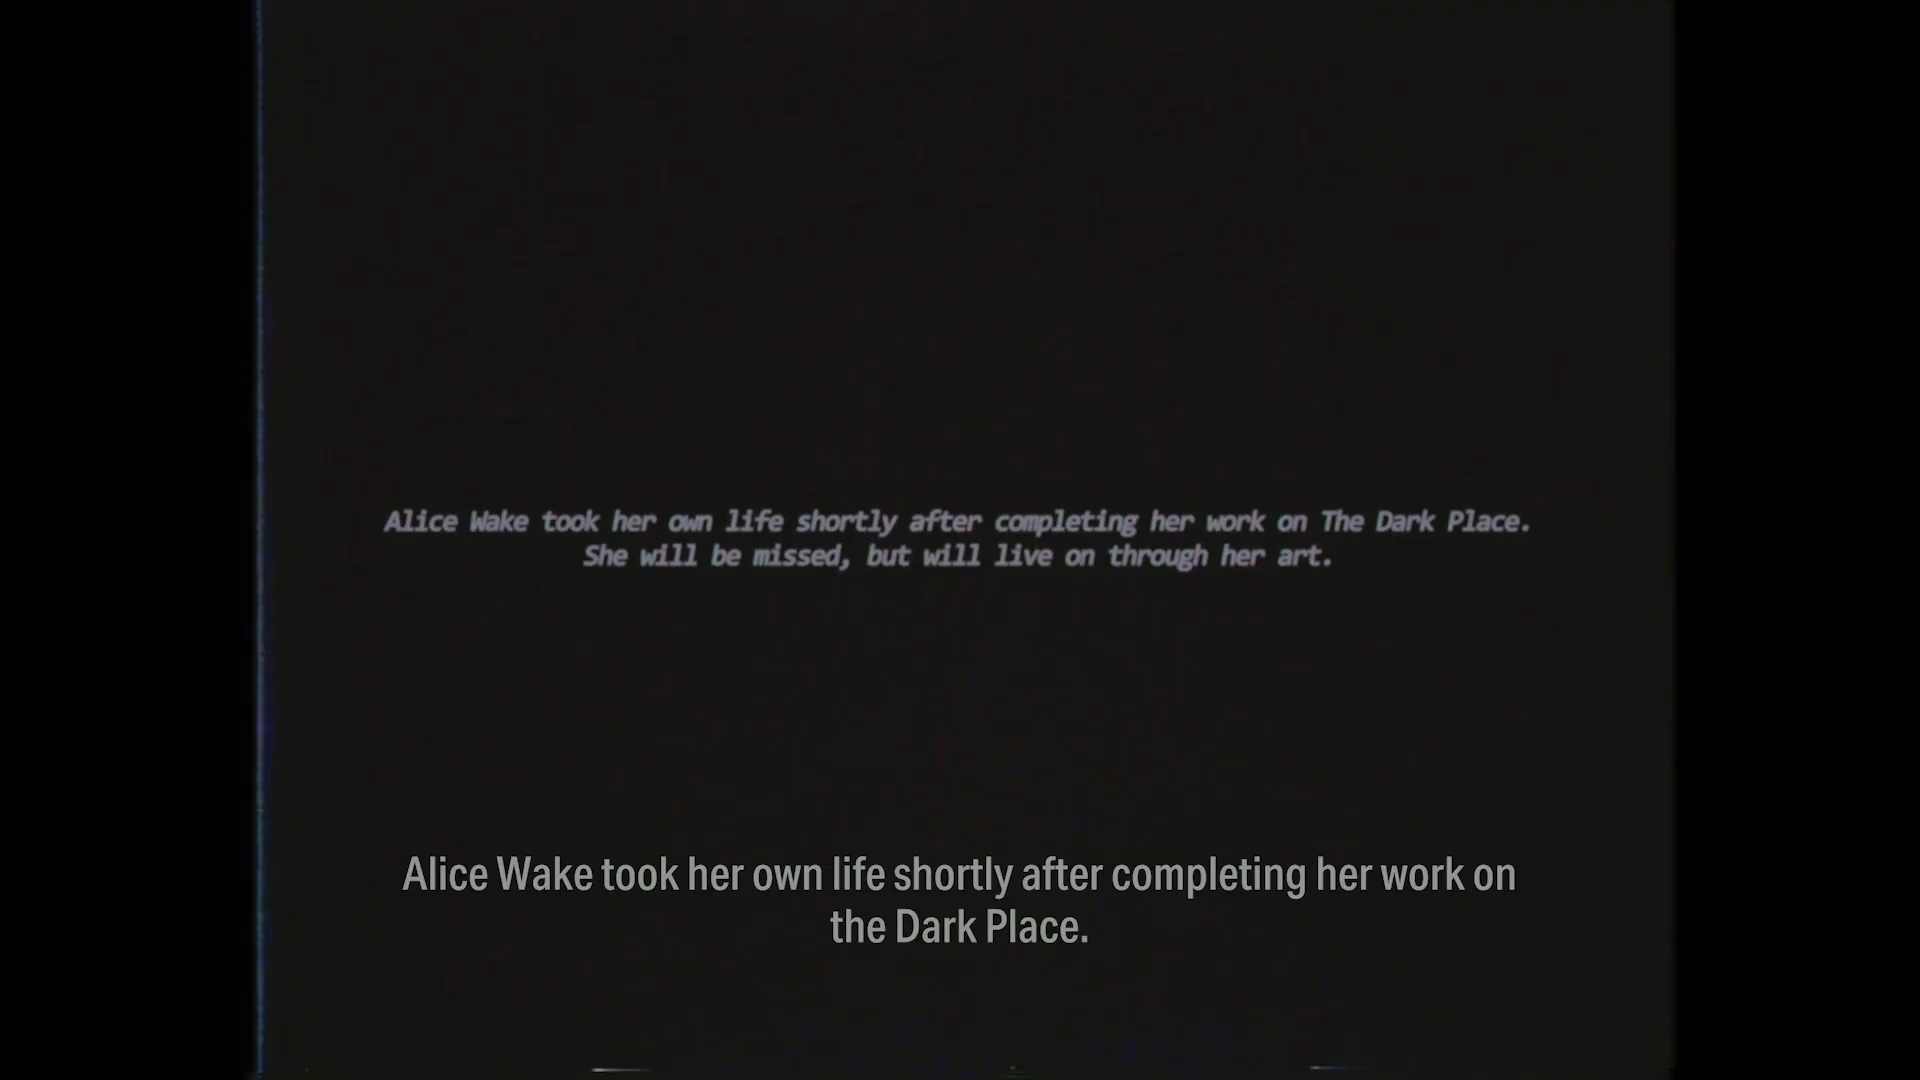 Alice Wake took her own life shortly after completing her work on The Dark Place.
She will be missed, but will live on through her art.
Alice Wake took her own life shortly after completing her work on
the Dark Place.